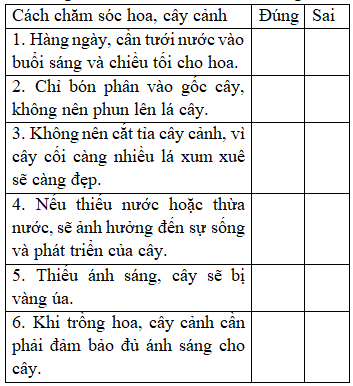 Cách chăm sóc hoa, cây cảnh Đúng Sai
1. Hàng ngày, cần tưới nước vào
buổi sáng và chiều tối cho hoa.
2. Chỉ bón phân vào gốc cây,
không nên phun lên lá cây.
3. Không nên cắt tỉa cây cảnh, vì
cây cối càng nhiều lá xum xuê
sẽ càng đẹp.
4. Nếu thiếu nước hoặc thừa
nước, sẽ ảnh hưởng đến sự sống
và phát triển của cây.
5. Thiếu ánh sáng, cây sẽ bị
vàng úa.
6. Khi trồng hoa, cây cảnh cần
phải đảm bảo đủ ánh sáng cho
cây.